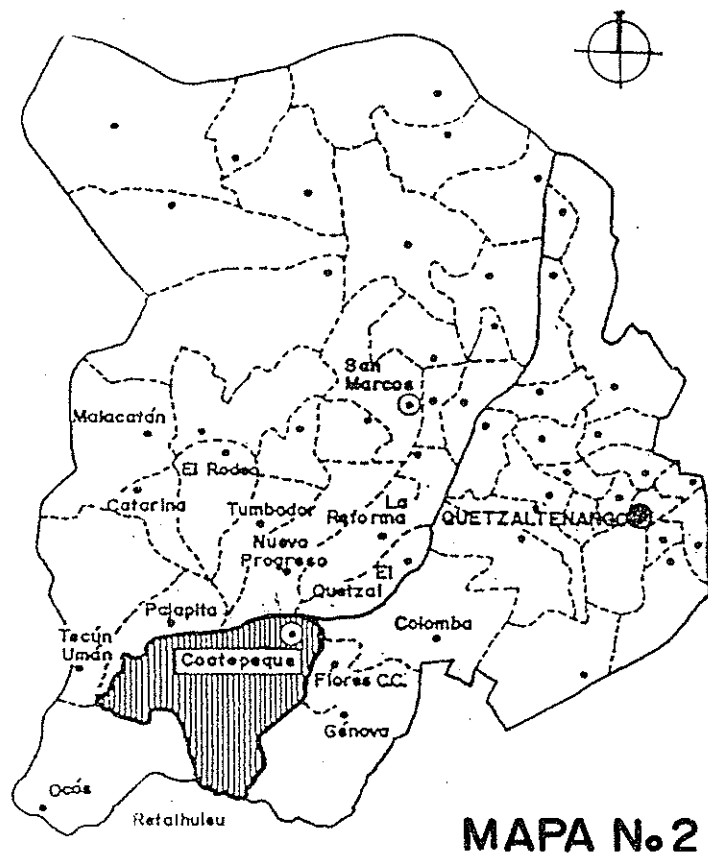 San
Marcos
Malacatán
El Rodeo
Catarina
Tumbador
La
Reforma
QUETZALTENANGO
Nueva
Progreso
El
Quetzal
Pajapita
Colomba
Tecún
Umán
Coatepeque
Flores C.C.
Génova
Ocós
Retalhuleu
MAPA No 2